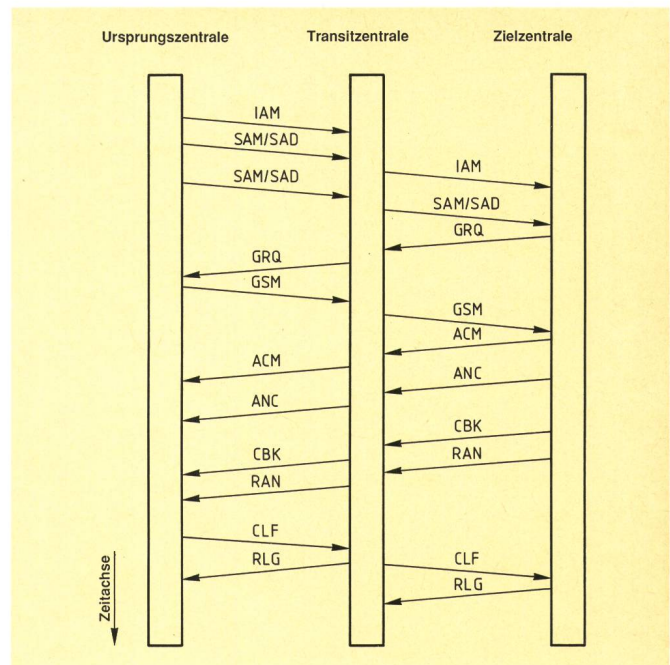 Ursprungszentrale Transitzentrale Zielzentrale
IAM
SAM/SAD
IAM
SAM/SAD
SAM/SAD
GRQ
GRQ
GSM
GSM
ACM
ACM
ANC
ANC
CBK
CBK
RAN
RAN
CLF
CLF
RLG
RLG
Zeitachse